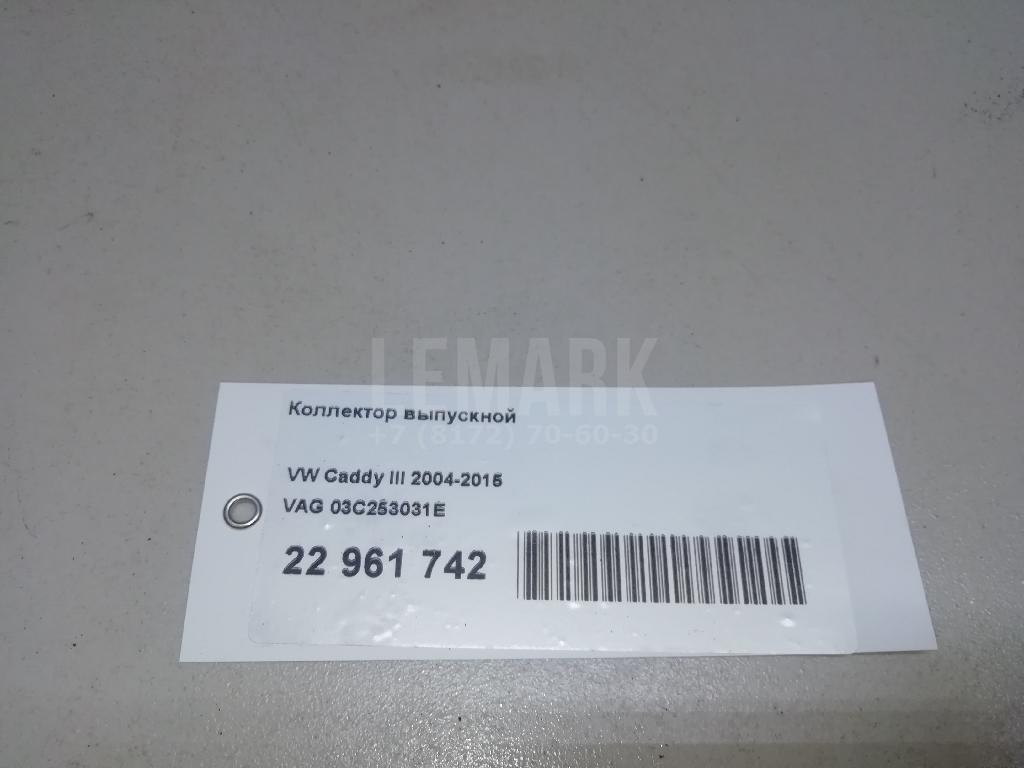 LEMARK
Коллектор выпускной
+7 (8172) 70-60-30
VW Caddy III 2004-2015
VAG 03C253031E
22 961 742